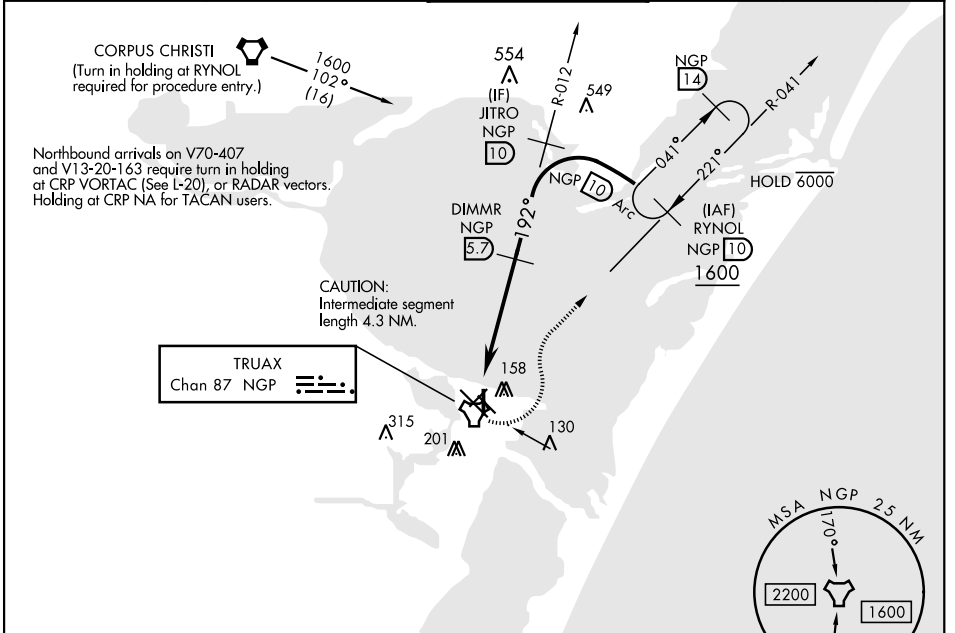 CORPUS CHRISTI
(Turn in holding at RYNOL
required for procedure entry.)
1600
102°
(16)
554
(IF)
JITRO
NGP
10
R-012
549
NGP
14
R-041
041°
221°
HOLD 6000
Northbound arrivals on V70-407
and V13-20-163 require turn in holding
at CRP VORTAC (See L-20), or RADAR vectors.
Holding at CRP NA for TACAN users.
NGP 10 Arc
(IAF)
RYNOL
NGP 10
1600
DIMMR
NGP
5.7
192°
CAUTION:
Intermediate segment
length 4.3 NM.
TRUAX
Chan 87 NGP
158
315
201
130
MSA NGP 25 NM
170°
2200
1600